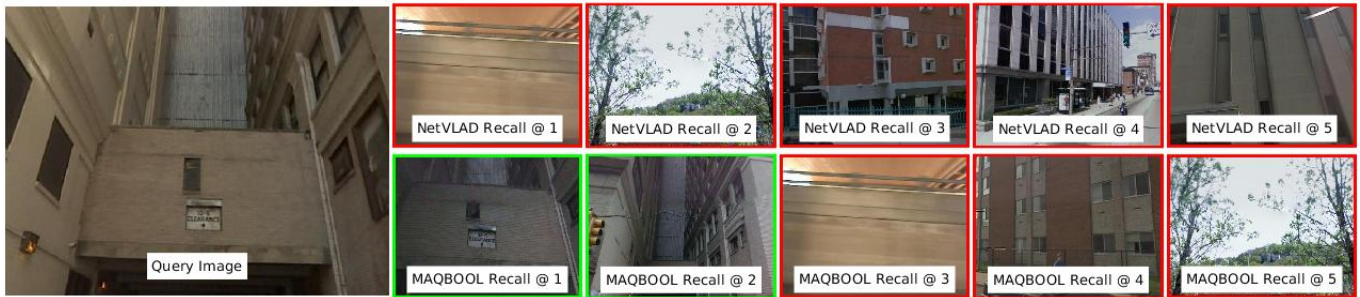 NetVLAD Recall @ 1
NetVLAD Recall @ 2
NetVLAD Recall @ 3
NetVLAD Recall @ 4
NetVLAD Recall @ 5
CLEARANCE
Query Image
MAQBOOL Recall @ 1
MAQBOOL Recall @ 2
MAQBOOL Recall @ 3
MAQBOOL Recall @ 4
MAQBOOL Recall @ 5